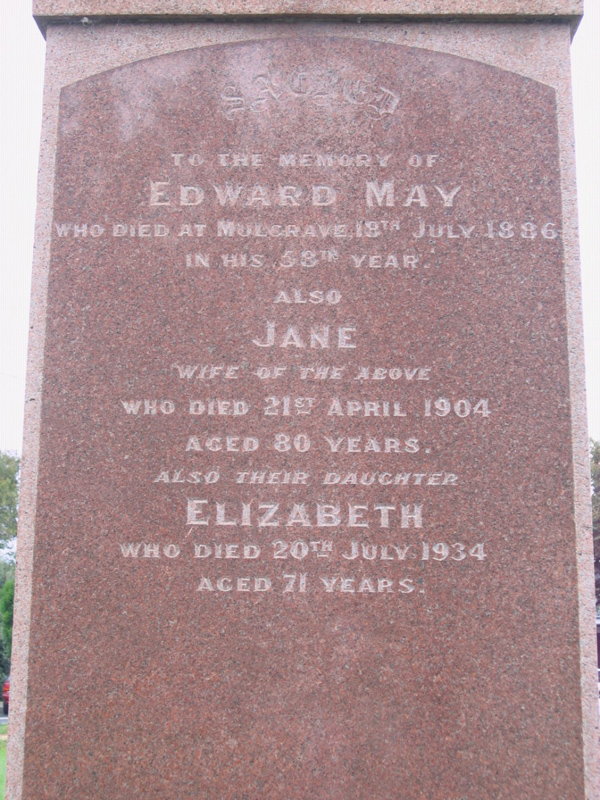 SACRED
TO THE MEMORY OF
EDWARD MAY
WHO DIED AT MULGRAVE, 18TH JULY 1886
IN HIS 58TH YEAR.
ALSO
JANE
WIFE OF THE ABOVE
WHO DIED 21ST APRIL 1904
AGED 80 YEARS.
ALSO THEIR DAUGHTER
ELIZABETH
WHO DIED 20TH JULY 1934
AGED 71 YEARS.